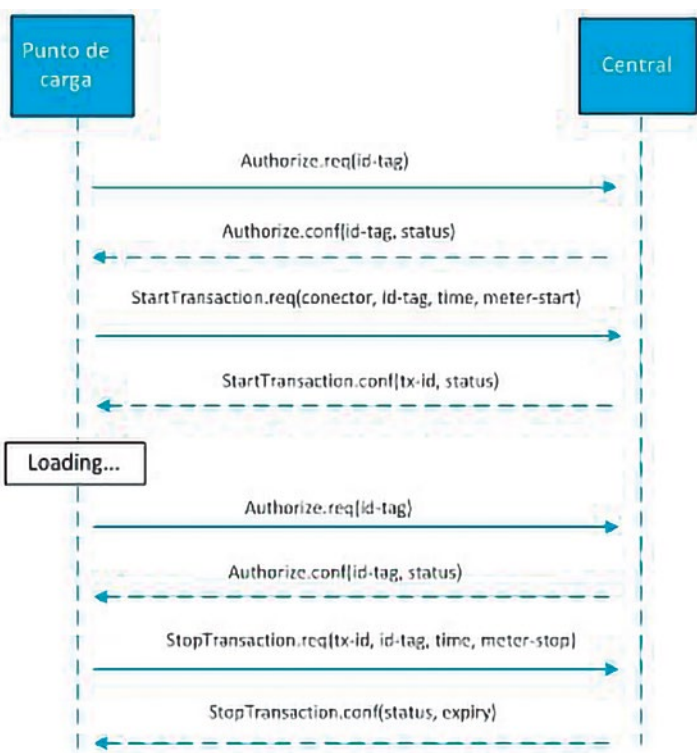 Punto de
carga
Central
Authorize.req(id-tag)
Authorize.conf(id-tag, status)
StartTransaction.req(conector, id-tag, time, meter-start)
StartTransaction.conf(tx-id, status)
Loading...
Authorize.req(id-tag)
Authorize.conf(id-tag, status)
StopTransaction.req(tx-id, id-tag, time, meter-stop)
StopTransaction.conf(status, expiry)